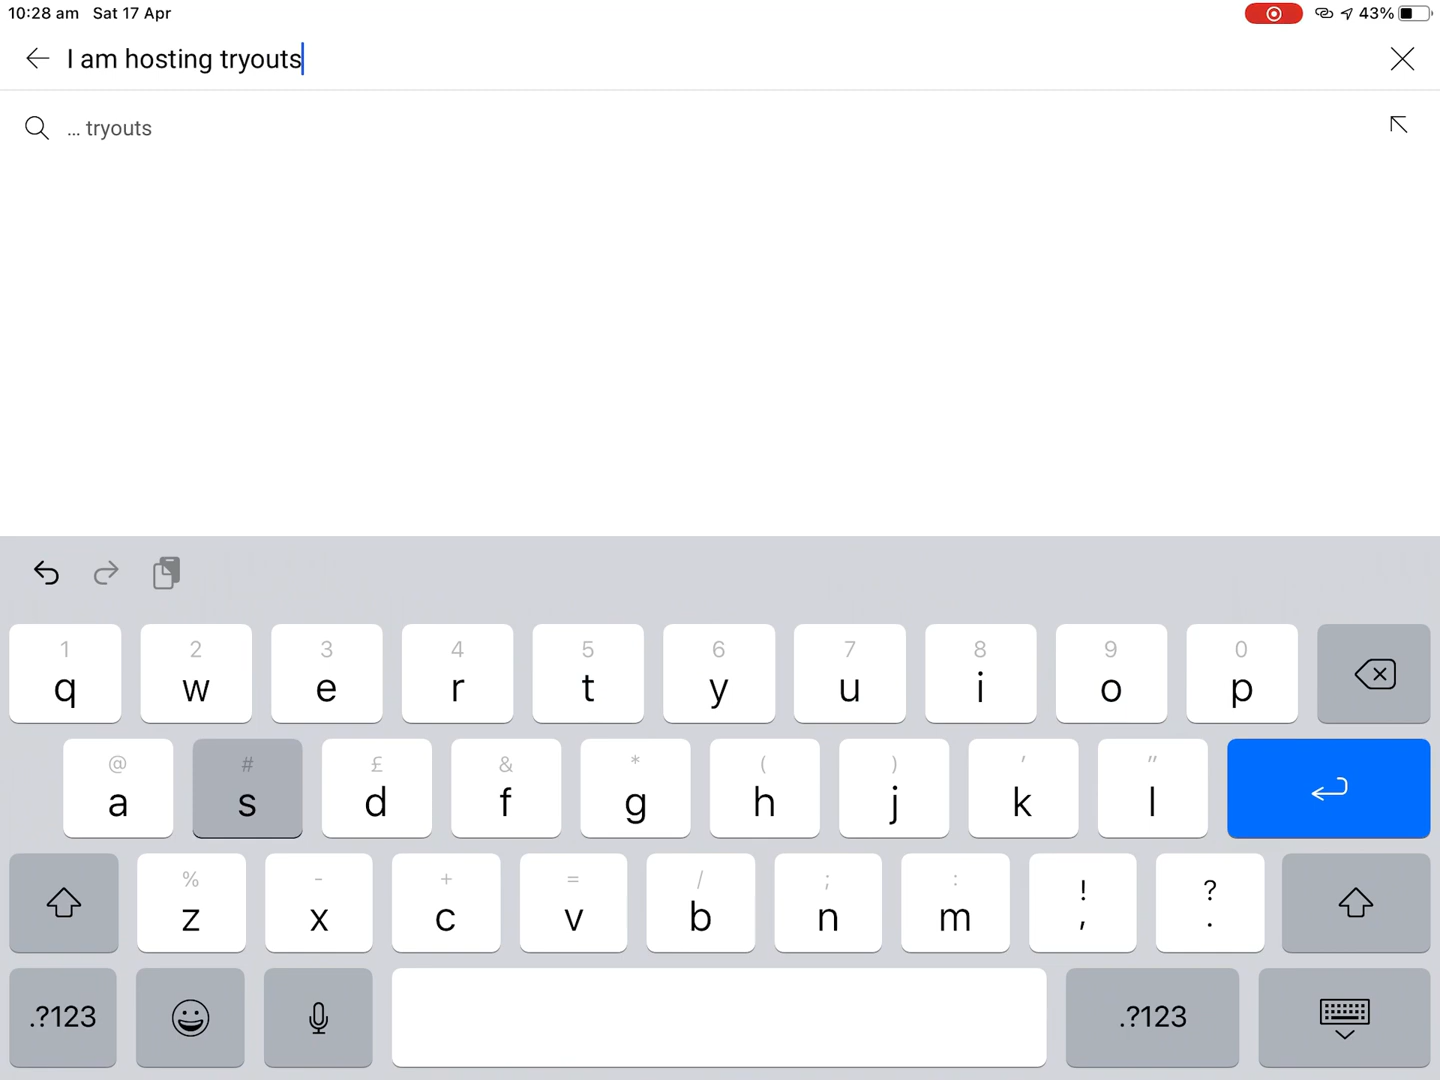 10:28 am Sat 17 Apr 43%
I am hosting tryouts
... tryouts
1 2 3 4 5 6 7 8 9 0
q w e r t y u i o p
@ # £ & * ( ) ' "
a s d f g h j k l
% - + = / ; : ! ?
z x c v b n m , .
.?123 .?123